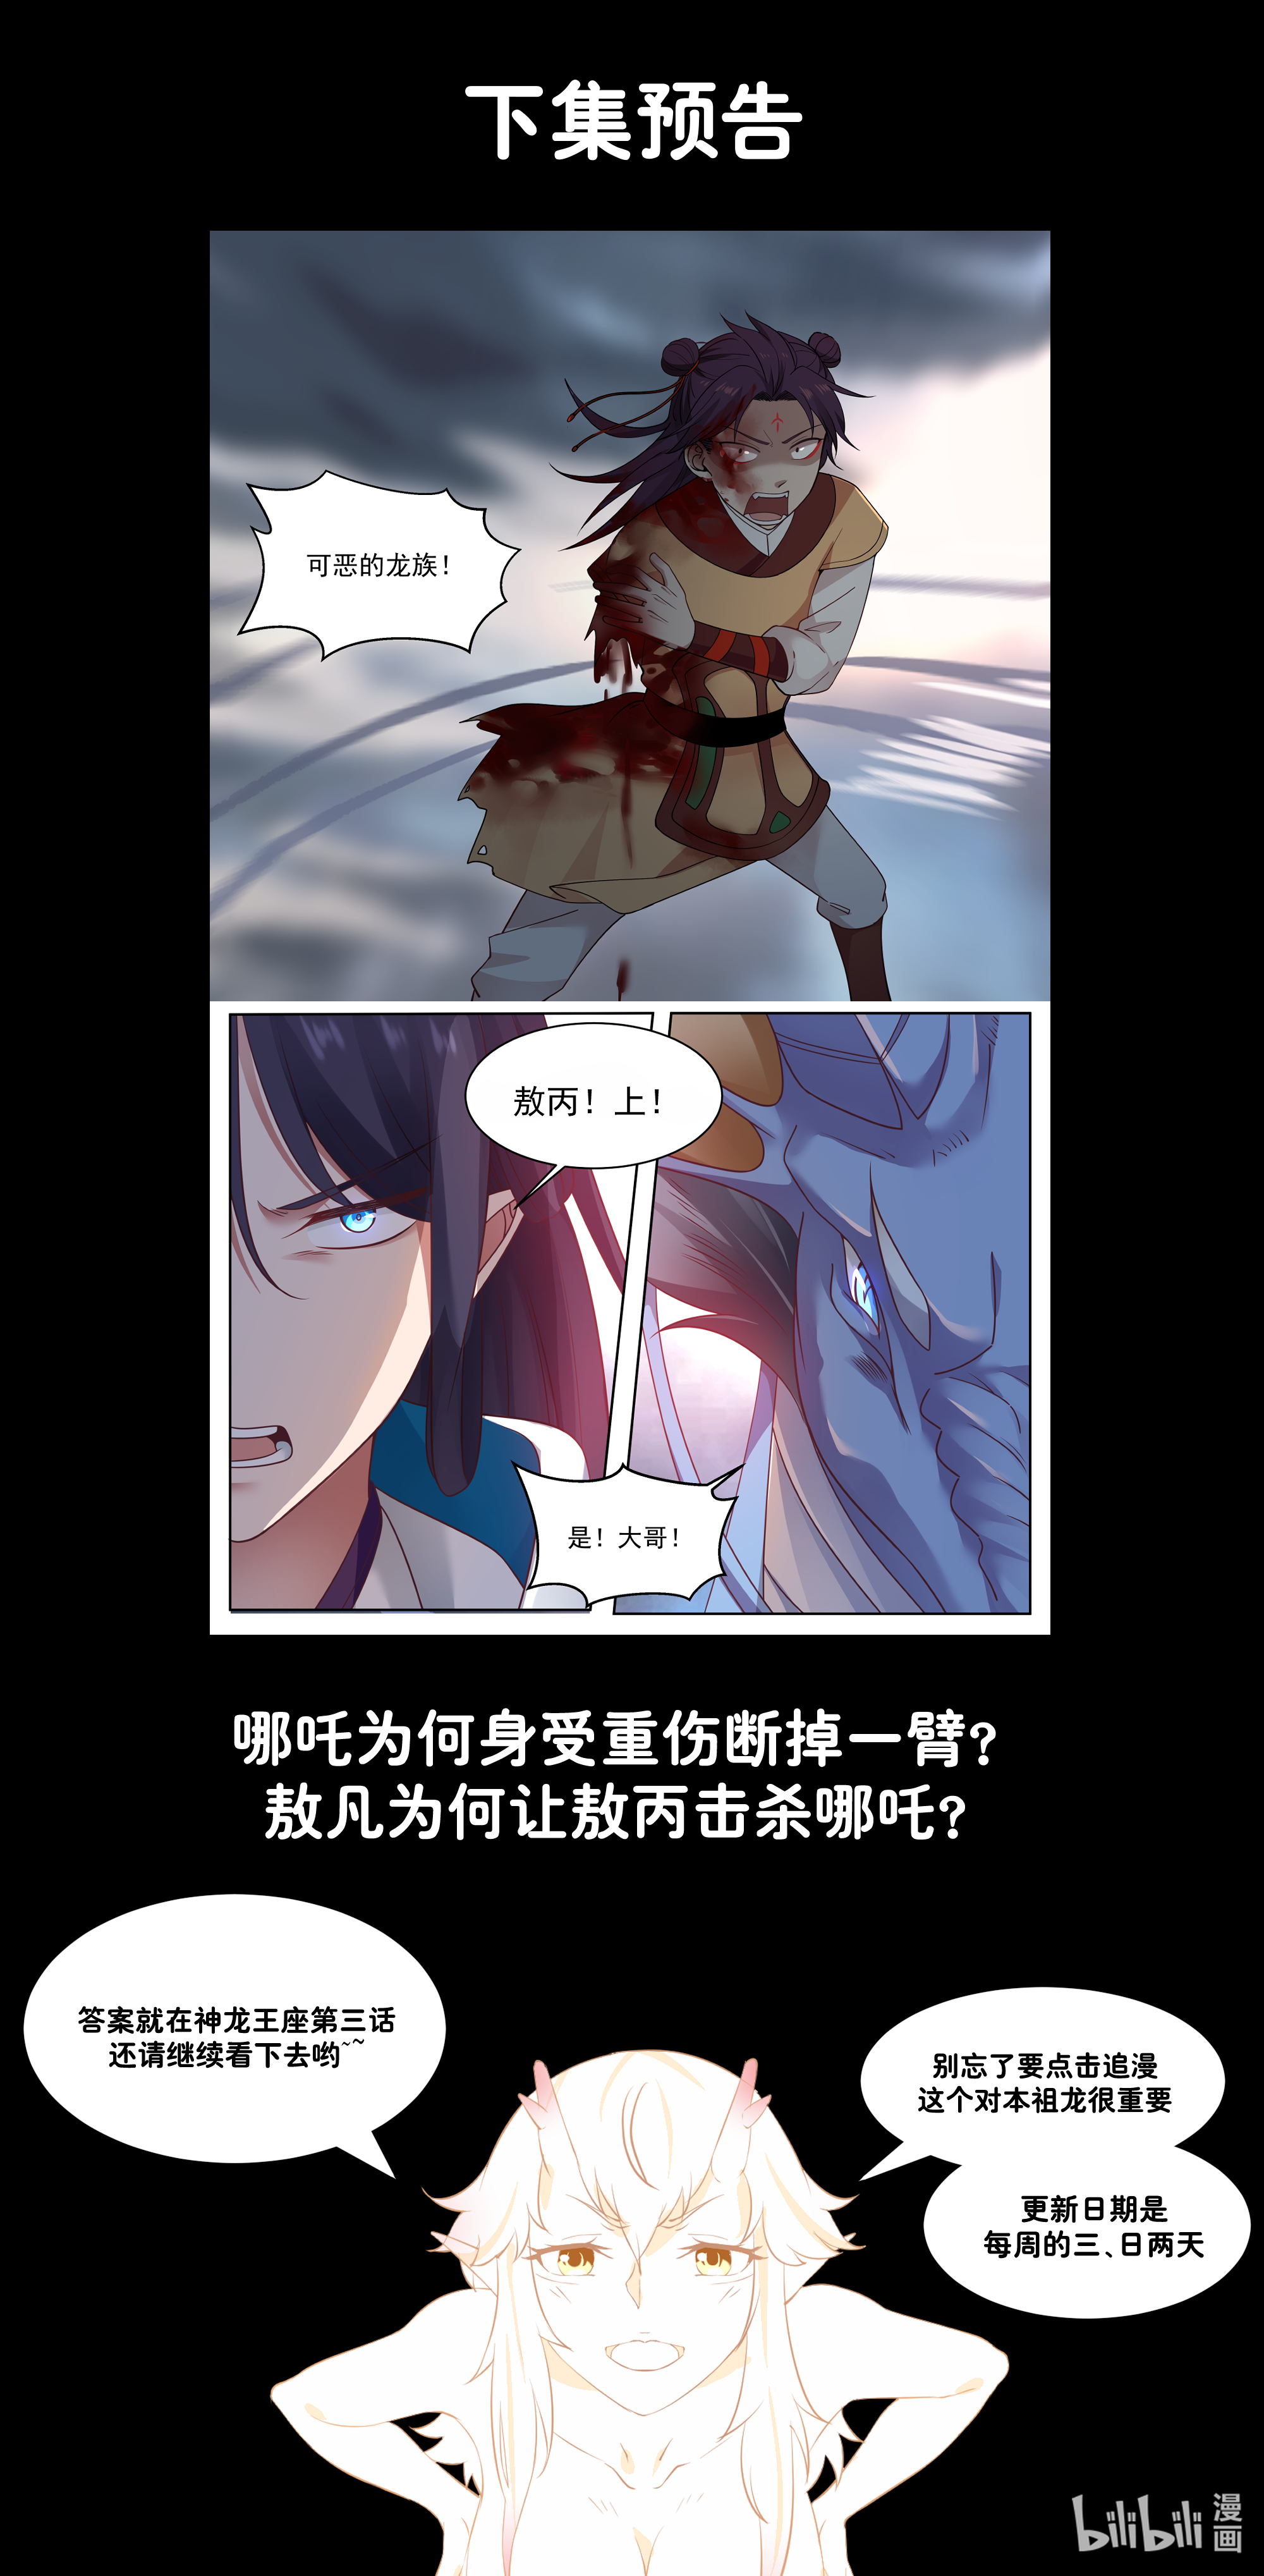 下集预告
可恶的龙族！
敖丙！上！
是！大哥！
哪吒为何身受重伤断掉一臂？
敖凡为何让敖丙击杀哪吒？
答案就在神龙王座第三话
还请继续看下去哟~~
别忘了要点击追漫
这个对本祖龙很重要
更新日期是
每周的三、日两天
bilibili漫画